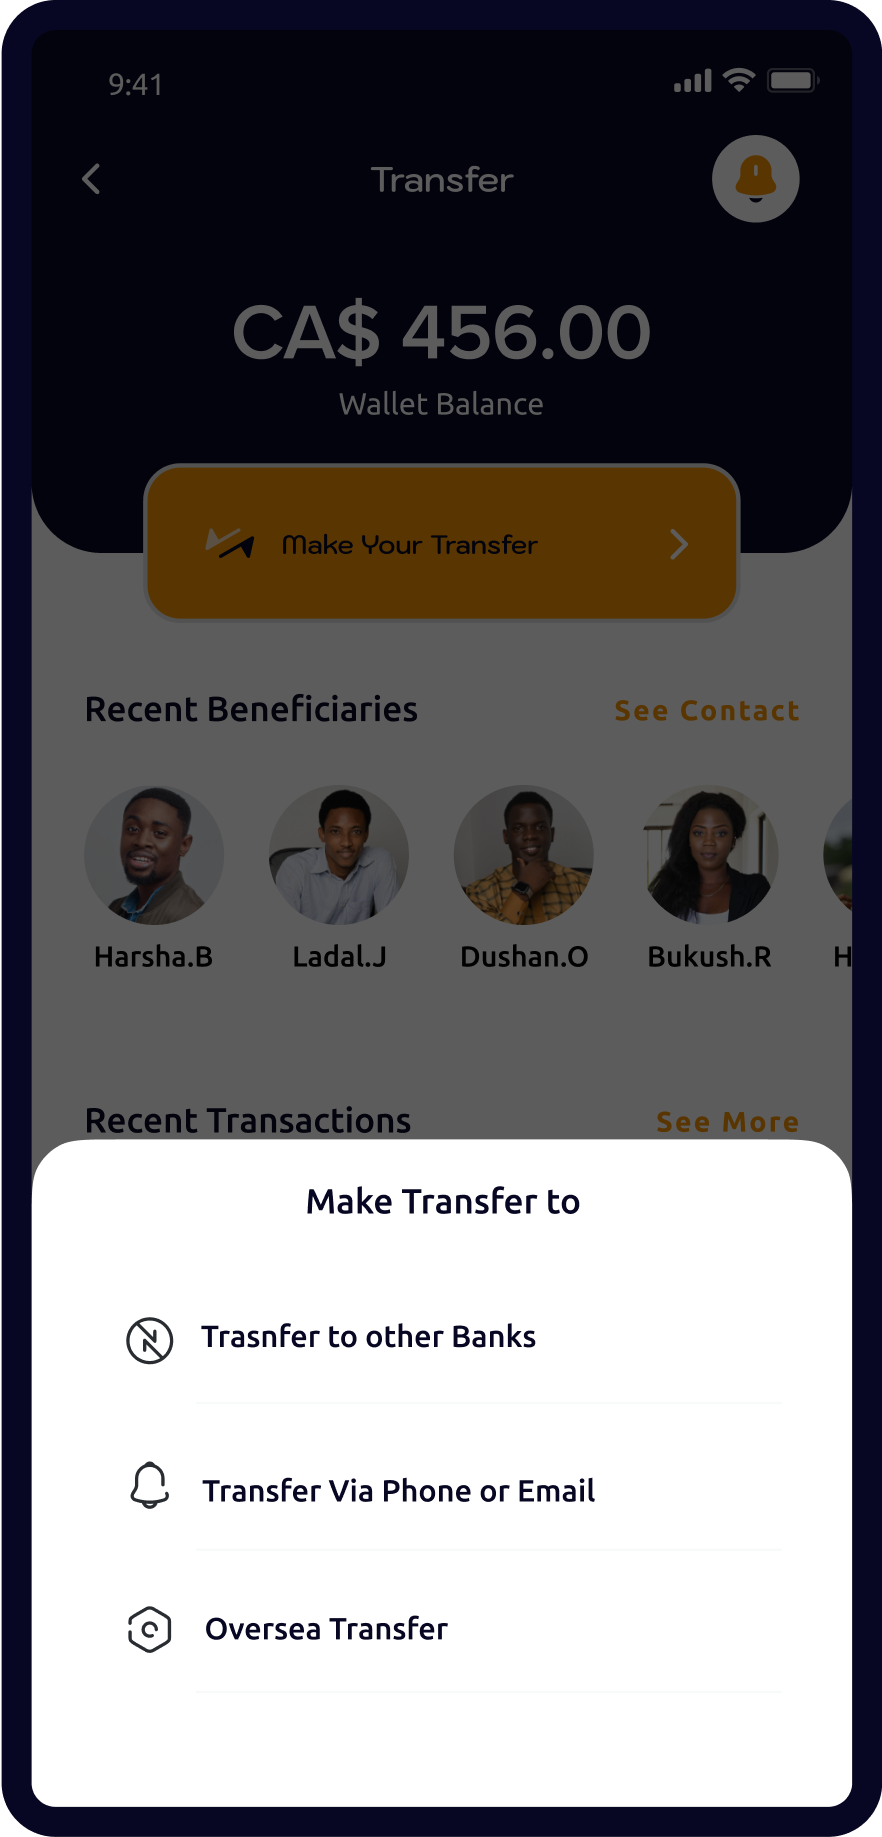 9:41
Transfer
CA$ 456.00
Wallet Balance
Make Your Transfer
Recent Beneficiaries See Contact
Harsha.B Ladal.J Dushan.O Bukush.R H
Recent Transactions See More
Make Transfer to
Trasnfer to other Banks
Transfer Via Phone or Email
Oversea Transfer